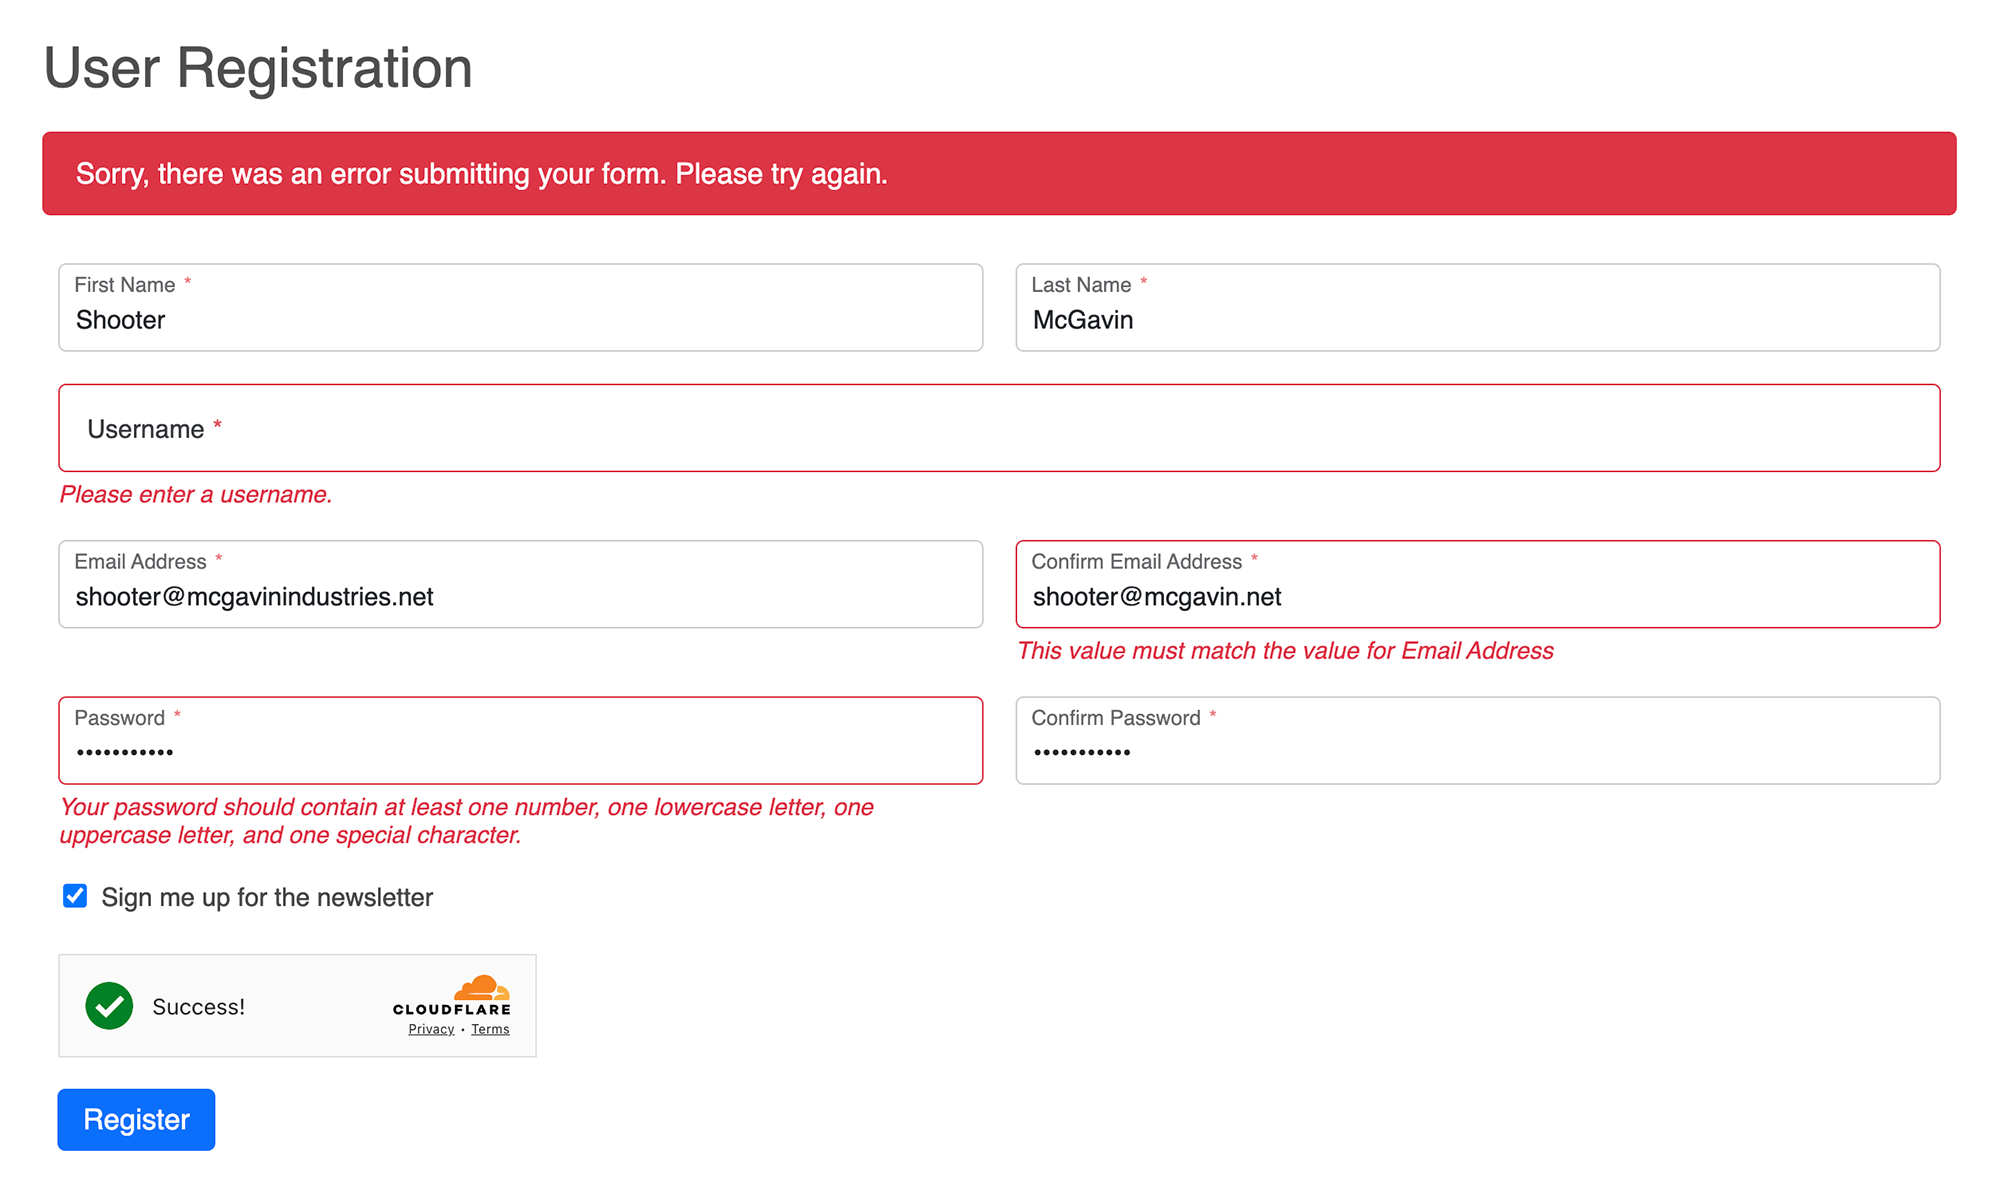 User Registration
Sorry, there was an error submitting your form. Please try again.
First Name *
Shooter
Last Name *
McGavin
Username *
Please enter a username.
Email Address *
shooter@mcgavinindustries.net
Confirm Email Address *
shooter@mcgavin.net
This value must match the value for Email Address
Password *
•••••••••••
Confirm Password *
•••••••••••
Your password should contain at least one number, one lowercase letter, one
uppercase letter, and one special character.
Sign me up for the newsletter
Success!
CLOUDFLARE
Privacy • Terms
Register